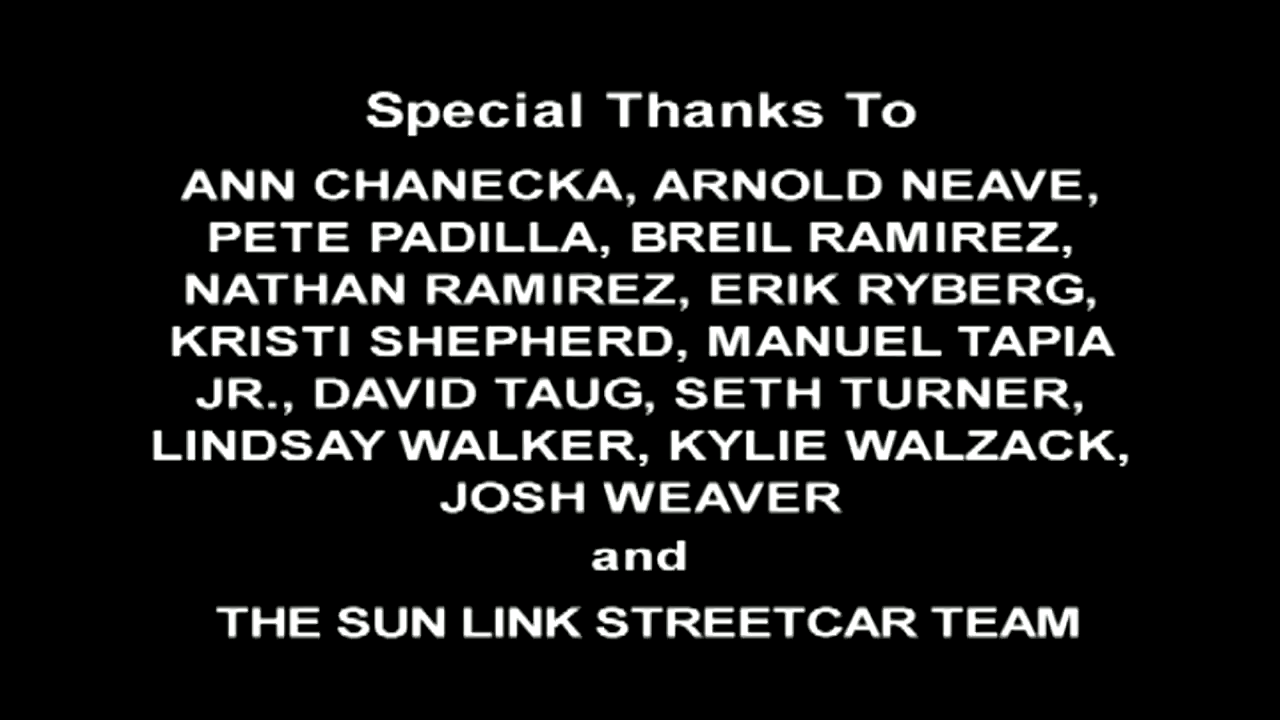 Special Thanks To
ANN CHANECKA, ARNOLD NEAVE,
PETE PADILLA, BREIL RAMIREZ,
NATHAN RAMIREZ, ERIK RYBERG,
KRISTI SHEPHERD, MANUEL TAPIA
JR., DAVID TAUG, SETH TURNER,
LINDSAY WALKER, KYLIE WALZACK,
JOSH WEAVER
and
THE SUN LINK STREETCAR TEAM